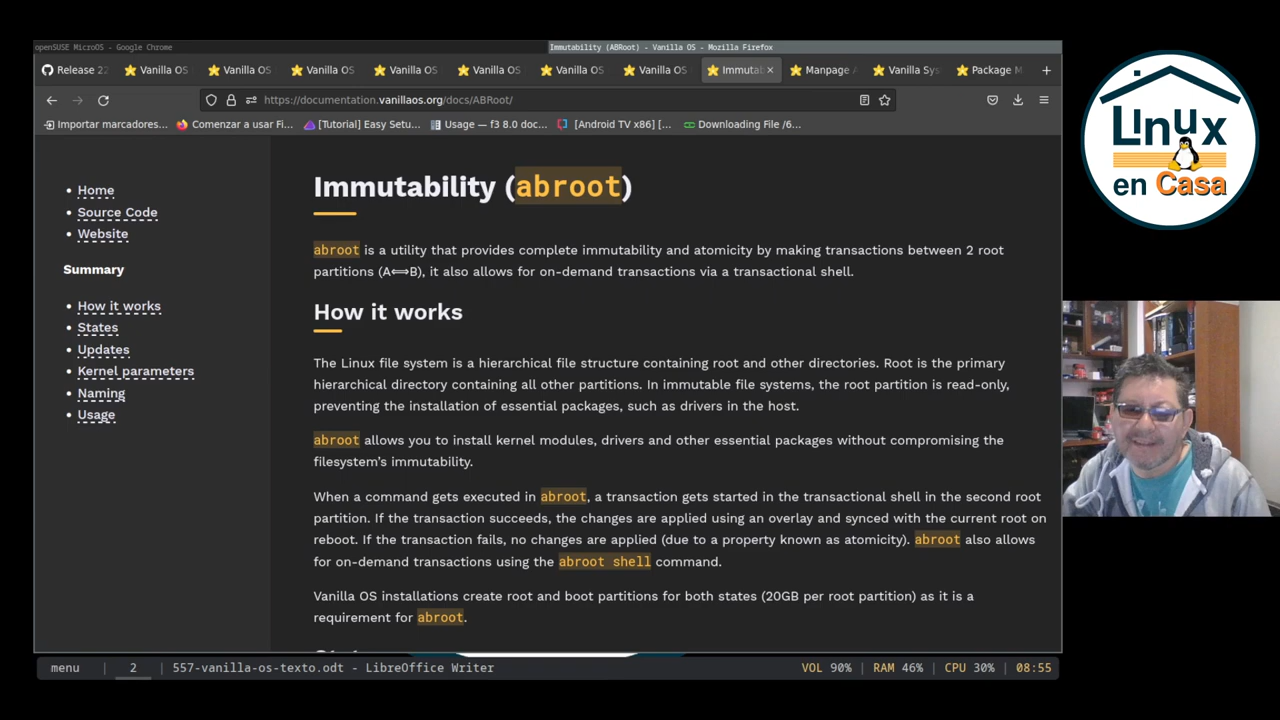 openSUSE MicroOS - Google Chrome
Immutability (ABRoot) - Vanilla OS - Mozilla Firefox
Release 22
Vanilla OS
Vanilla OS
Vanilla OS
Vanilla OS
Vanilla OS
Vanilla OS
Vanilla OS
Immutab
Manpage A
Vanilla Sys
Package M
https://documentation.vanillaos.org/docs/ABRoot/
Importar marcadores...
Comenzar a usar Fi...
[Tutorial] Easy Setu...
Usage — f3 8.0 doc...
[Android TV x86] [...
Downloading File /6...
Home
Source Code
Website
Summary
How it works
States
Updates
Kernel parameters
Naming
Usage
Immutability (abroot)
abroot is a utility that provides complete immutability and atomicity by making transactions between 2 root
partitions (A⟺B), it also allows for on-demand transactions via a transactional shell.
How it works
The Linux file system is a hierarchical file structure containing root and other directories. Root is the primary
hierarchical directory containing all other partitions. In immutable file systems, the root partition is read-only,
preventing the installation of essential packages, such as drivers in the host.
abroot allows you to install kernel modules, drivers and other essential packages without compromising the
filesystem's immutability.
When a command gets executed in abroot, a transaction gets started in the transactional shell in the second root
partition. If the transaction succeeds, the changes are applied using an overlay and synced with the current root on
reboot. If the transaction fails, no changes are applied (due to a property known as atomicity). abroot also allows
for on-demand transactions using the abroot shell command.
Vanilla OS installations create root and boot partitions for both states (20GB per root partition) as it is a
requirement for abroot.
menu | 2 | 557-vanilla-os-texto.odt - LibreOffice Writer
VOL 90% | RAM 46% | CPU 30% | 08:55
Linux
en Casa